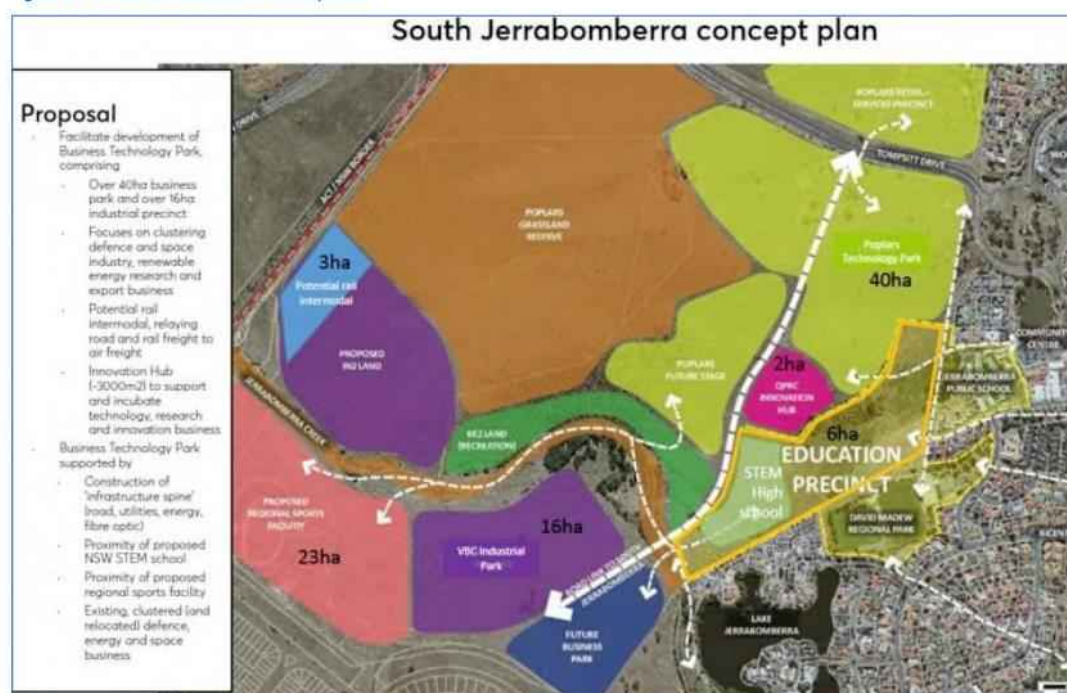 South Jerrabomberra concept plan
Proposal
Facilitate development of
Business Technology Park,
comprising
Over 40ha business
park and over 16ha
industrial precinct
Focuses on clustering
defence and space
industry, renewable
energy research and
export business
Potential rail
intermodal, relaying
road and rail freight to
air freight
Innovation Hub
(~3000m2) to support
and incubate
technology, research
and innovation business
Business Technology Park
supported by
Construction of
'infrastructure spine'
(road, utilities, energy,
fibre optic)
Proximity of proposed
NSW STEM school
Proximity of proposed
regional sports facility
Existing, clustered (and
relocated) defence,
energy and space
business
DRIVE
ACT / NSW BORDER
POPLARS RETAIL -
SERVICES PRECINCT
TOMPSITT DRIVE
POPLARS
GRASSLAND
RESERVE
Poplars
Technology Park
40ha
3ha
Potential rail
intermodal
PROPOSED
IN2 LAND
POPLARS
FUTURE STAGE
2ha
QPRC
INNOVATION
HUB
COMMUNITY
CENTRE
JERRABOMBERRA
PUBLIC SCHOOL
JERRABOMBERRA CREEK
RE2 LAND
(RECREATION)
6ha
EDUCATION
PRECINCT
STEM
High
school
DAVID MADEW
REGIONAL PARK
PROPOSED
REGIONAL SPORTS
FACILITY
23ha
16ha
VBC Industrial
Park
JERRABOMBERRA
FUTURE
BUSINESS
PARK
LAKE
JERRABOMBERRA